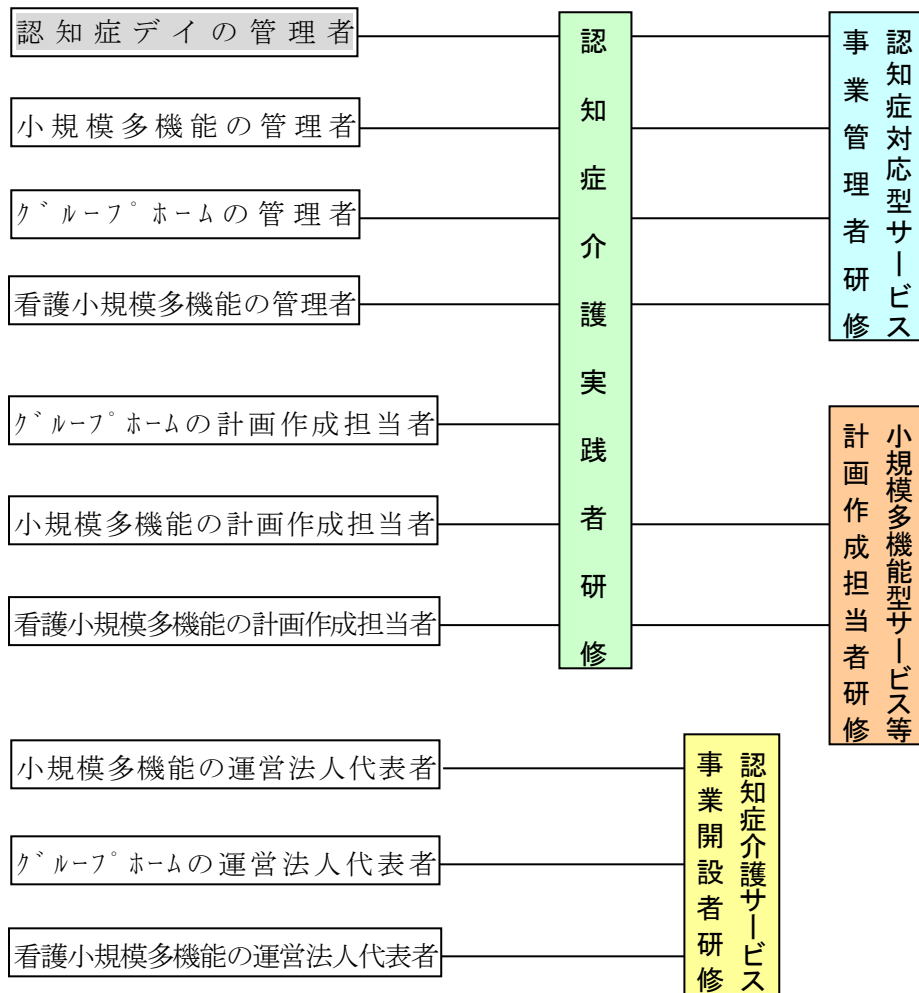 認知症デイの管理者
小規模多機能の管理者
グループホームの管理者
看護小規模多機能の管理者
グループホームの計画作成担当者
小規模多機能の計画作成担当者
看護小規模多機能の計画作成担当者
認知症介護実践者研修
認知症対応型サービス
事業管理者研修
小規模多機能型サービス等
計画作成担当者研修
小規模多機能の運営法人代表者
グループホームの運営法人代表者
看護小規模多機能の運営法人代表者
認知症介護サービス
事業開設者研修